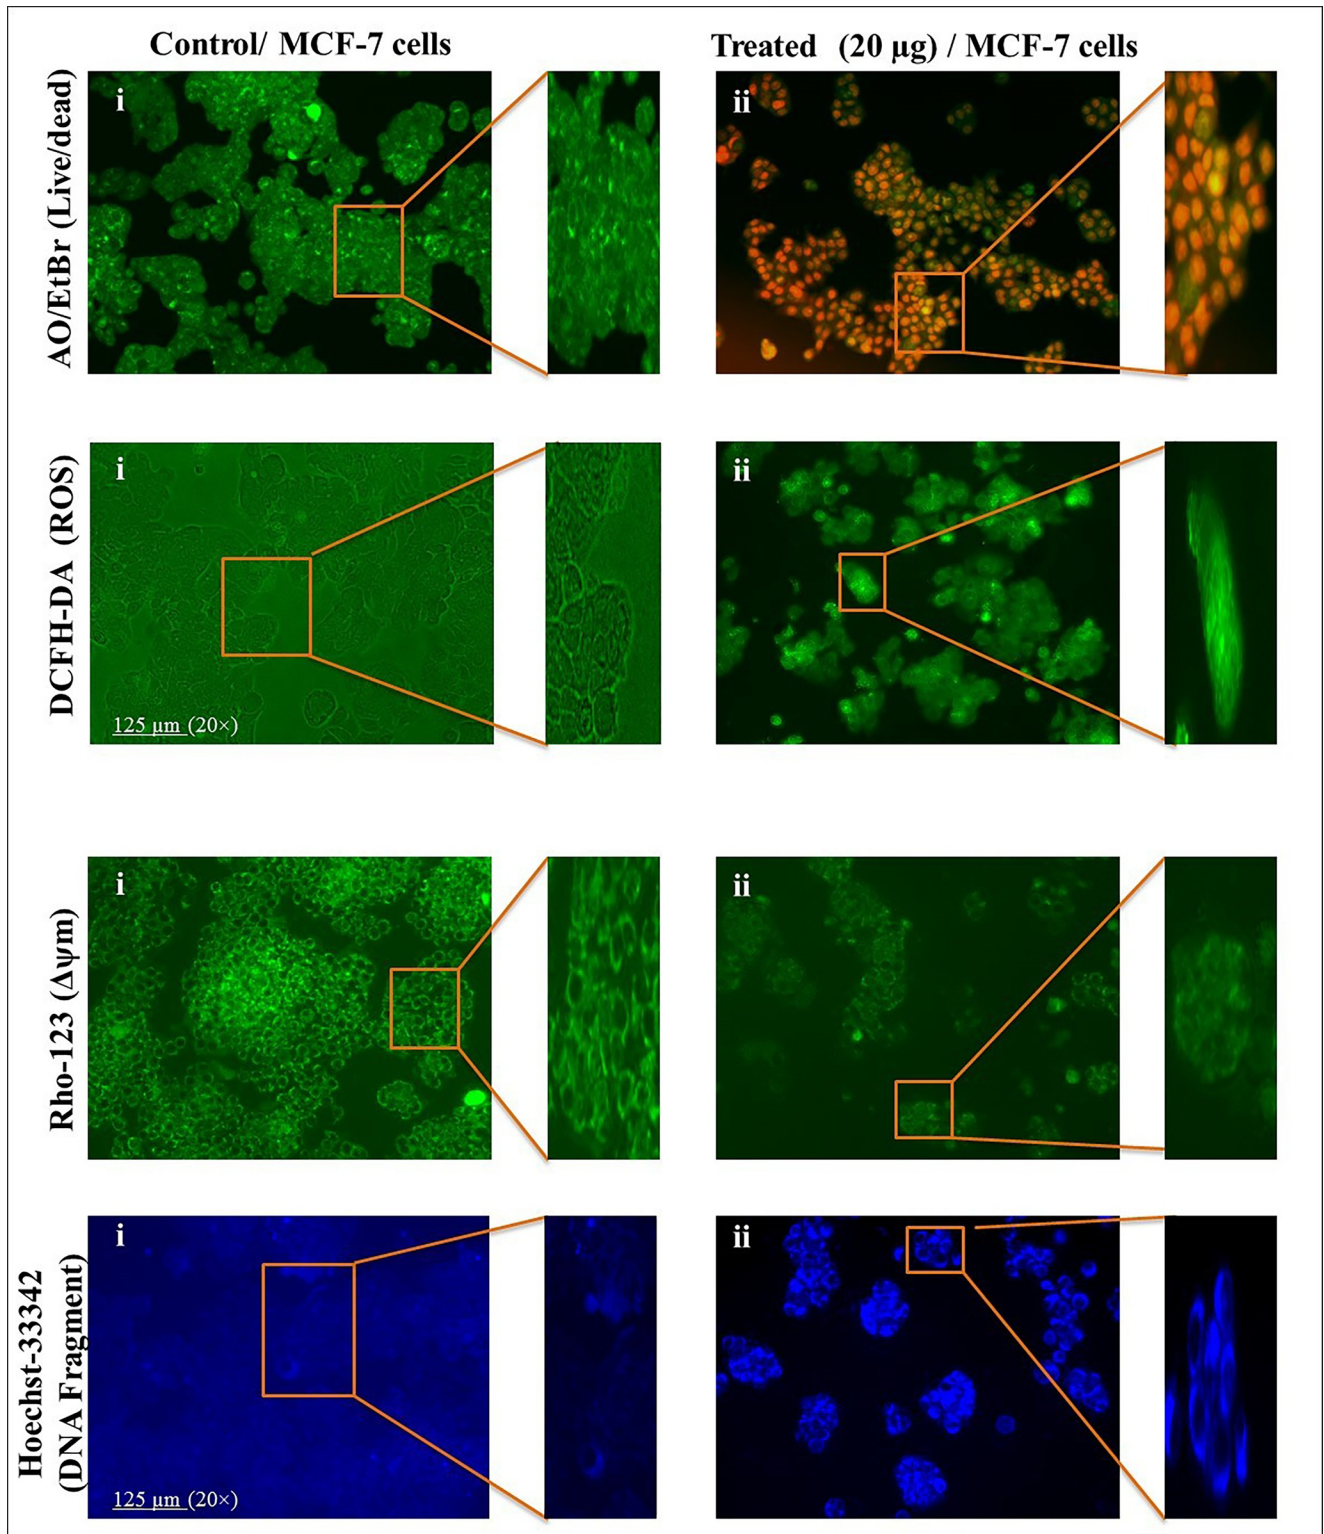 Control/ MCF-7 cells
Treated (20 µg) / MCF-7 cells
AO/EtBr (Live/dead)
i
ii
DCFH-DA (ROS)
i
ii
125 µm (20×)
Rho-123 (Δψm)
i
ii
Hoechst-33342
(DNA Fragment)
i
ii
125 µm (20×)